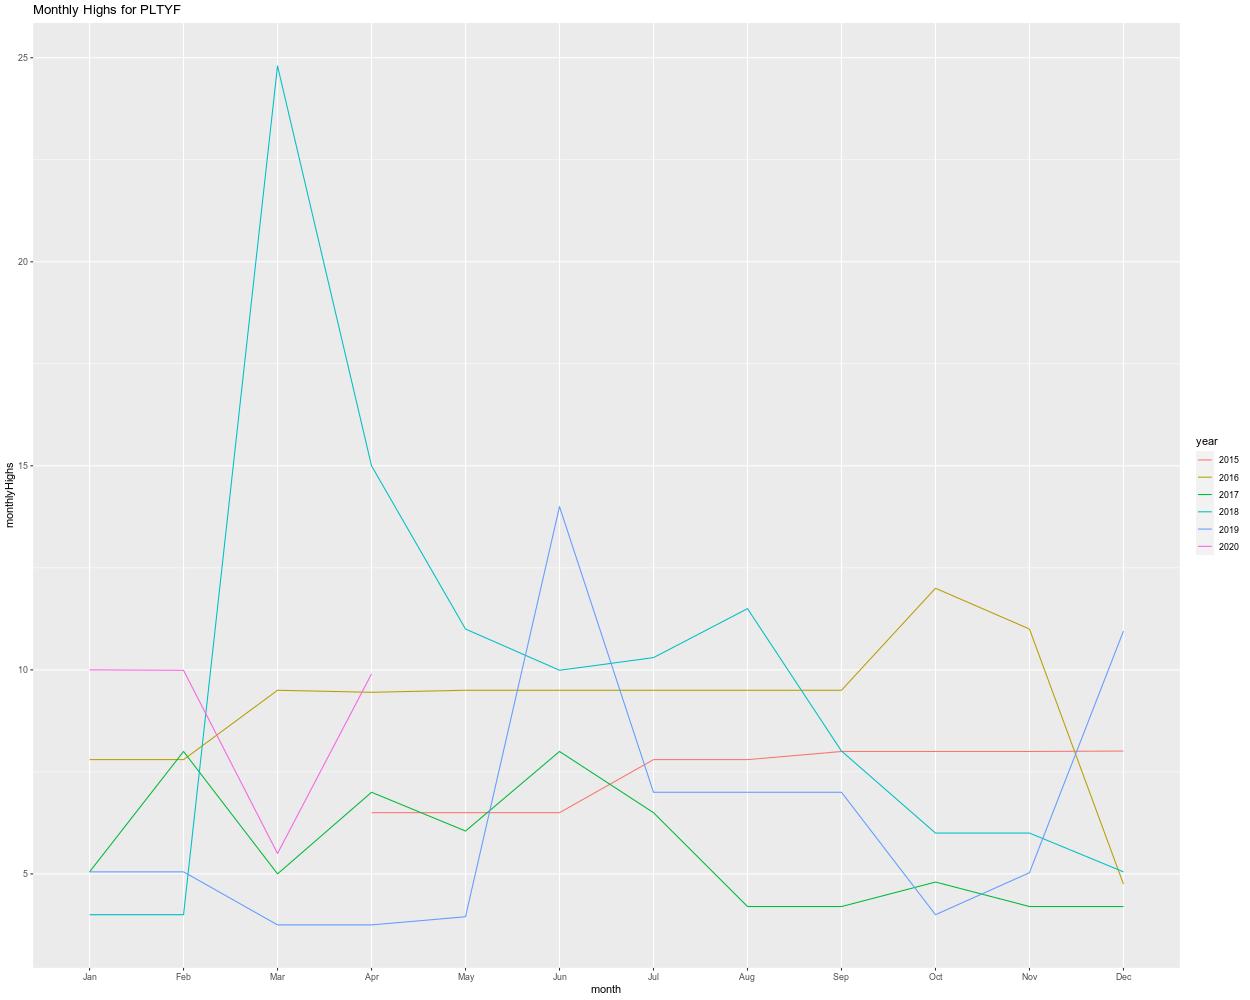 Monthly Highs for PLTYF
25
20
15
10
5
monthlyHighs
Jan Feb Mar Apr May Jun Jul Aug Sep Oct Nov Dec
month
year
2015
2016
2017
2018
2019
2020